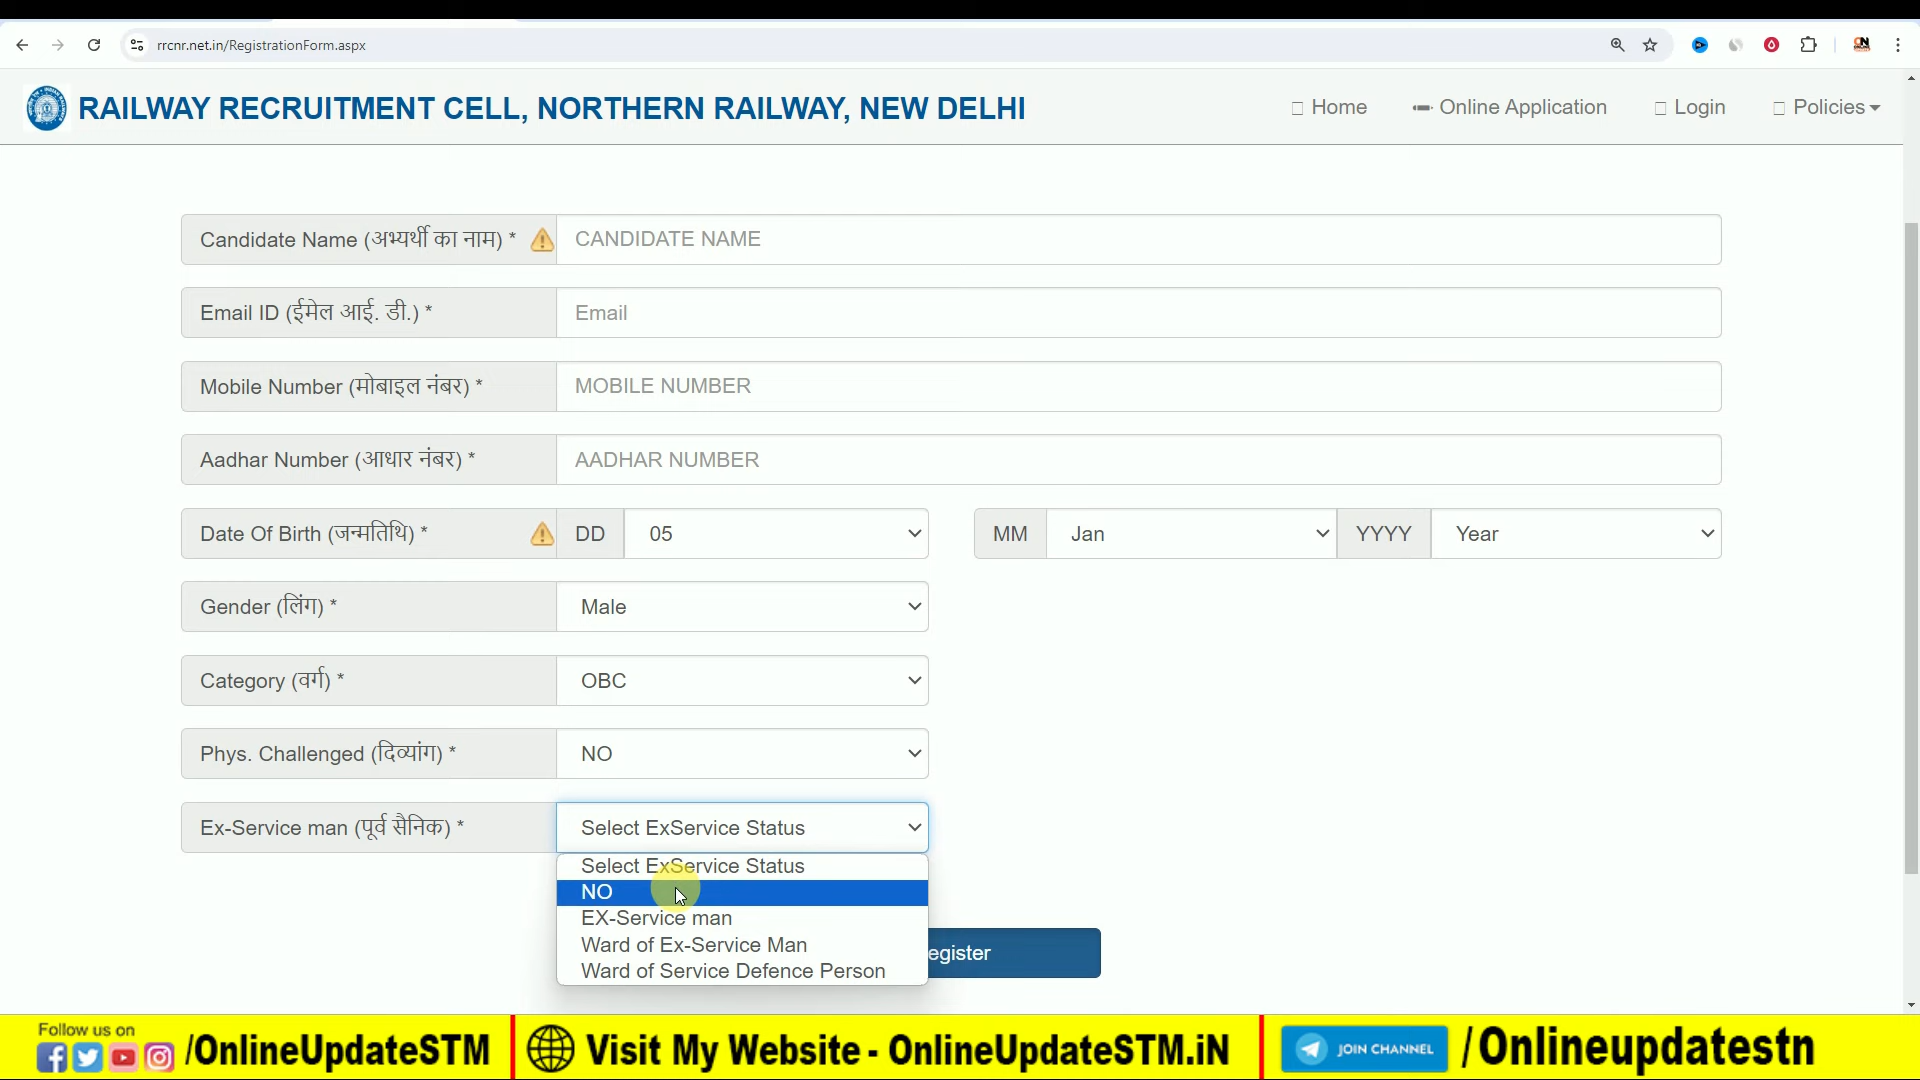 rrcnr.net.in/RegistrationForm.aspx
RAILWAY RECRUITMENT CELL, NORTHERN RAILWAY, NEW DELHI
Home
Online Application
Login
Policies
Candidate Name (अभ्यर्थी का नाम) *
CANDIDATE NAME
Email ID (ईमेल आई. डी.) *
Email
Mobile Number (मोबाइल नंबर) *
MOBILE NUMBER
Aadhar Number (आधार नंबर) *
AADHAR NUMBER
Date Of Birth (जन्मतिथि) *
DD
05
MM
Jan
YYYY
Year
Gender (लिंग) *
Male
Category (वर्ग) *
OBC
Phys. Challenged (दिव्यांग) *
NO
Ex-Service man (पूर्व सैनिक) *
Select ExService Status
Select ExService Status
NO
EX-Service man
Ward of Ex-Service Man
Ward of Service Defence Person
egister
Follow us on
/OnlineUpdateSTM
Visit My Website - OnlineUpdateSTM.iN
JOIN CHANNEL
/Onlineupdatestn